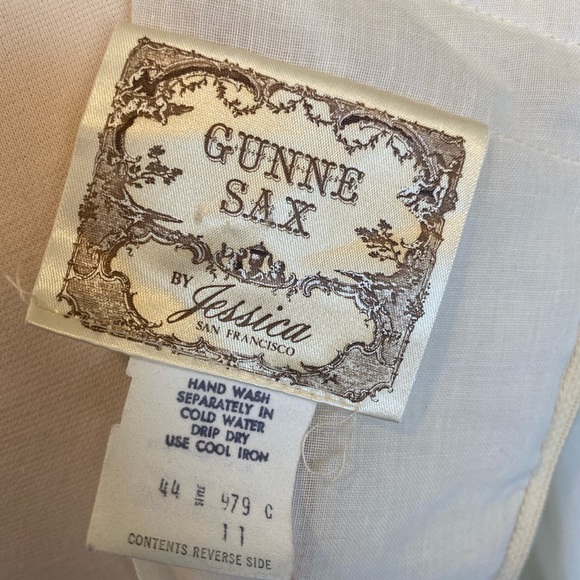 GUNNE
SAX
BY Jessica
SAN FRANCISCO
HAND WASH
SEPARATELY IN
COLD WATER
DRIP DRY
USE COOL IRON
44 979 C
11
CONTENTS REVERSE SIDE